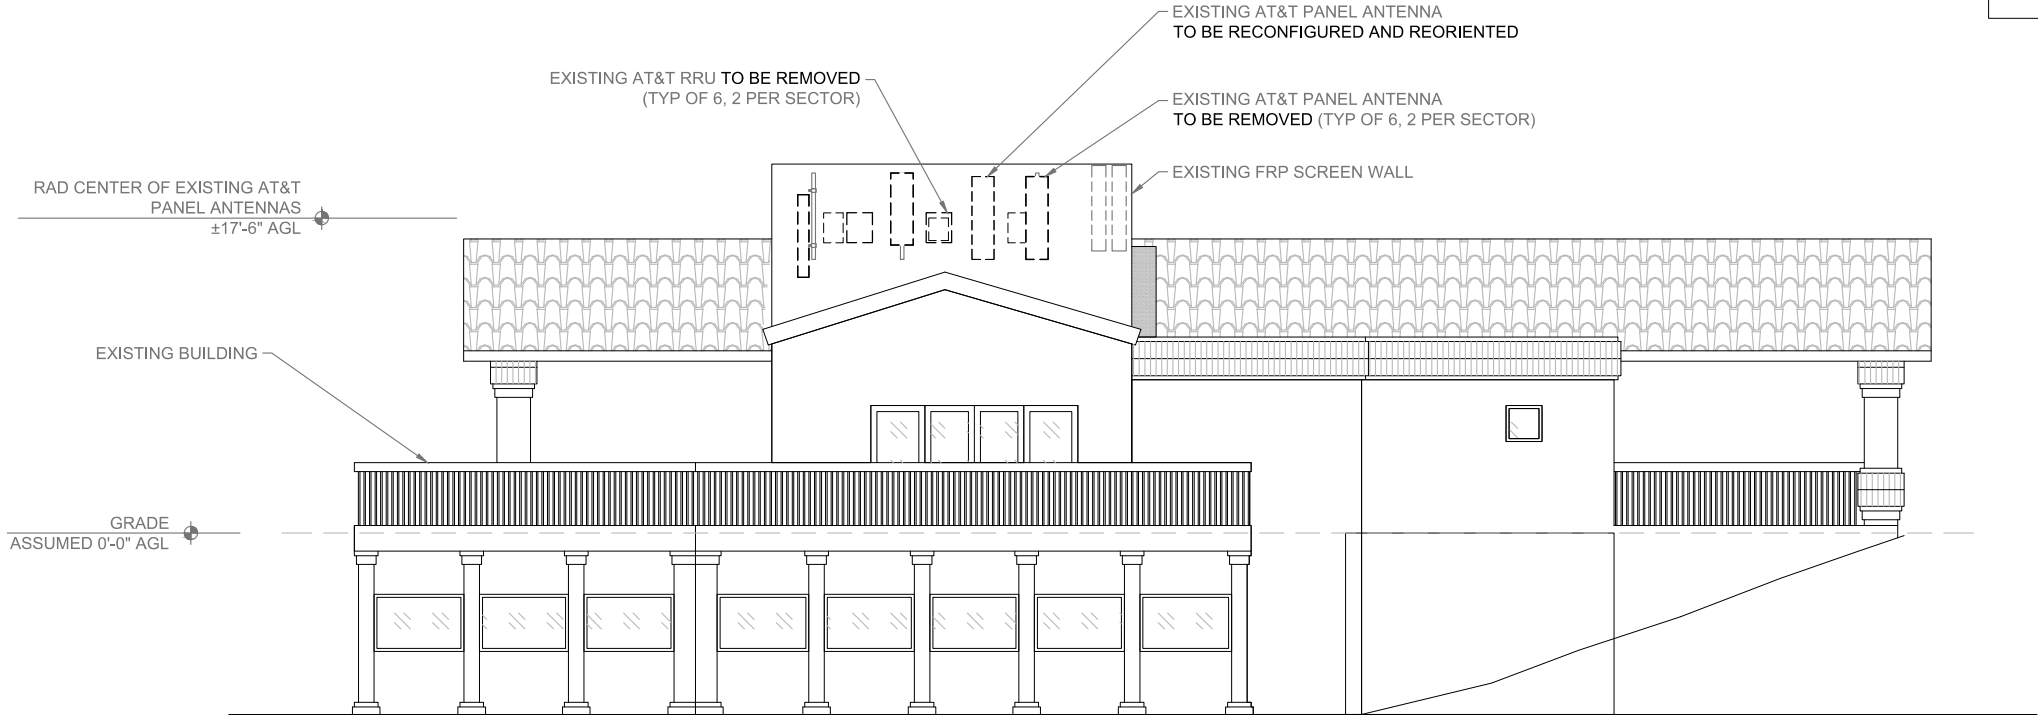 EXISTING AT&T PANEL ANTENNA
TO BE RECONFIGURED AND REORIENTED
EXISTING AT&T RRU TO BE REMOVED
(TYP OF 6, 2 PER SECTOR)
EXISTING AT&T PANEL ANTENNA
TO BE REMOVED (TYP OF 6, 2 PER SECTOR)
EXISTING FRP SCREEN WALL
RAD CENTER OF EXISTING AT&T
PANEL ANTENNAS
±17'-6" AGL
EXISTING BUILDING
GRADE
ASSUMED 0'-0" AGL